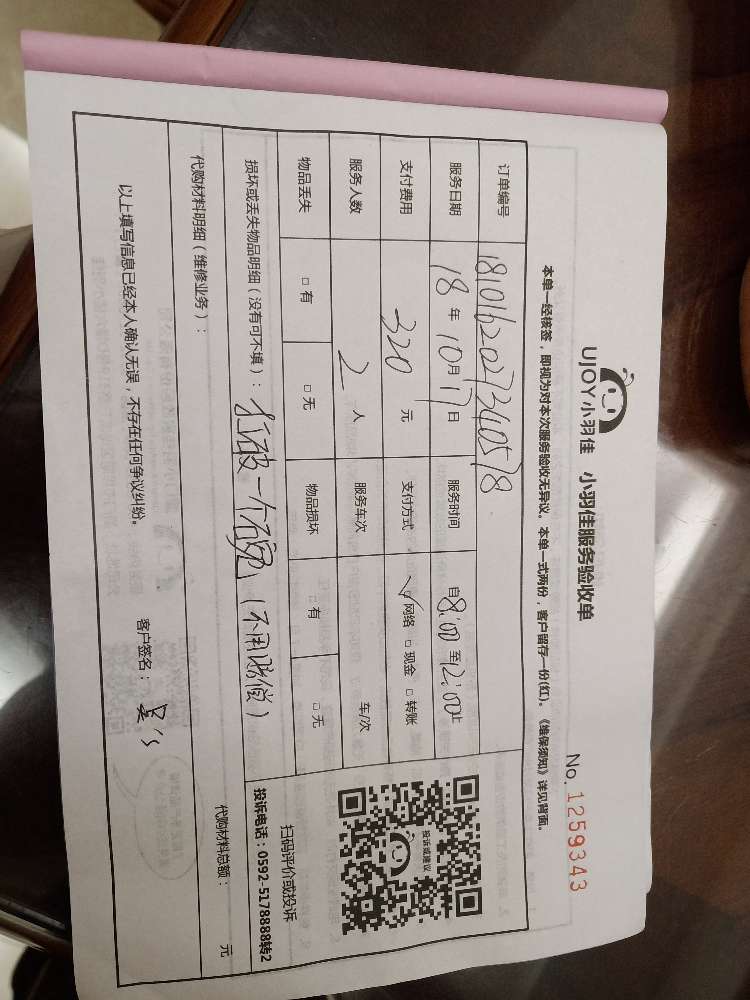 UJOY小羽佳 小羽佳服务验收单
No. 1259343
本单一经核签，即视为对本次服务验收无异议。本单一式两份，客户留存一份(红)。《维保须知》详见背面。
订单编号 18101620273140578
服务日期 18年10月17日 服务时间 自8:00至12:00止
支付费用 320元 支付方式 ☑网络 □现金 □转账
服务人数 2人 服务车次 车/次
物品丢失 □有 □无 物品损坏 □有 □无
投诉或建议
扫码评价或投诉
投诉电话：0592-5178888转2
损坏或丢失物品明细（没有可不填）：打破一个碗（不用赔偿）
代购材料明细（维修业务）： 代购材料总额： 元
以上填写信息已经本人确认无误，不存在任何争议纠纷。 客户签名：